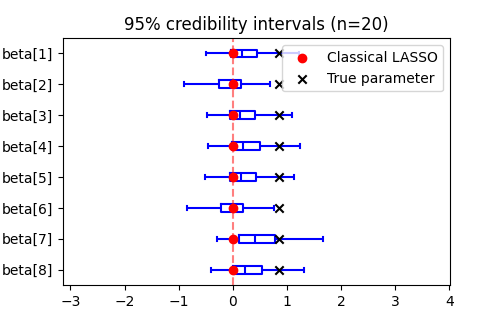 95% credibility intervals (n=20)
beta[1]
beta[2]
beta[3]
beta[4]
beta[5]
beta[6]
beta[7]
beta[8]
Classical LASSO
True parameter
−3 −2 −1 0 1 2 3 4